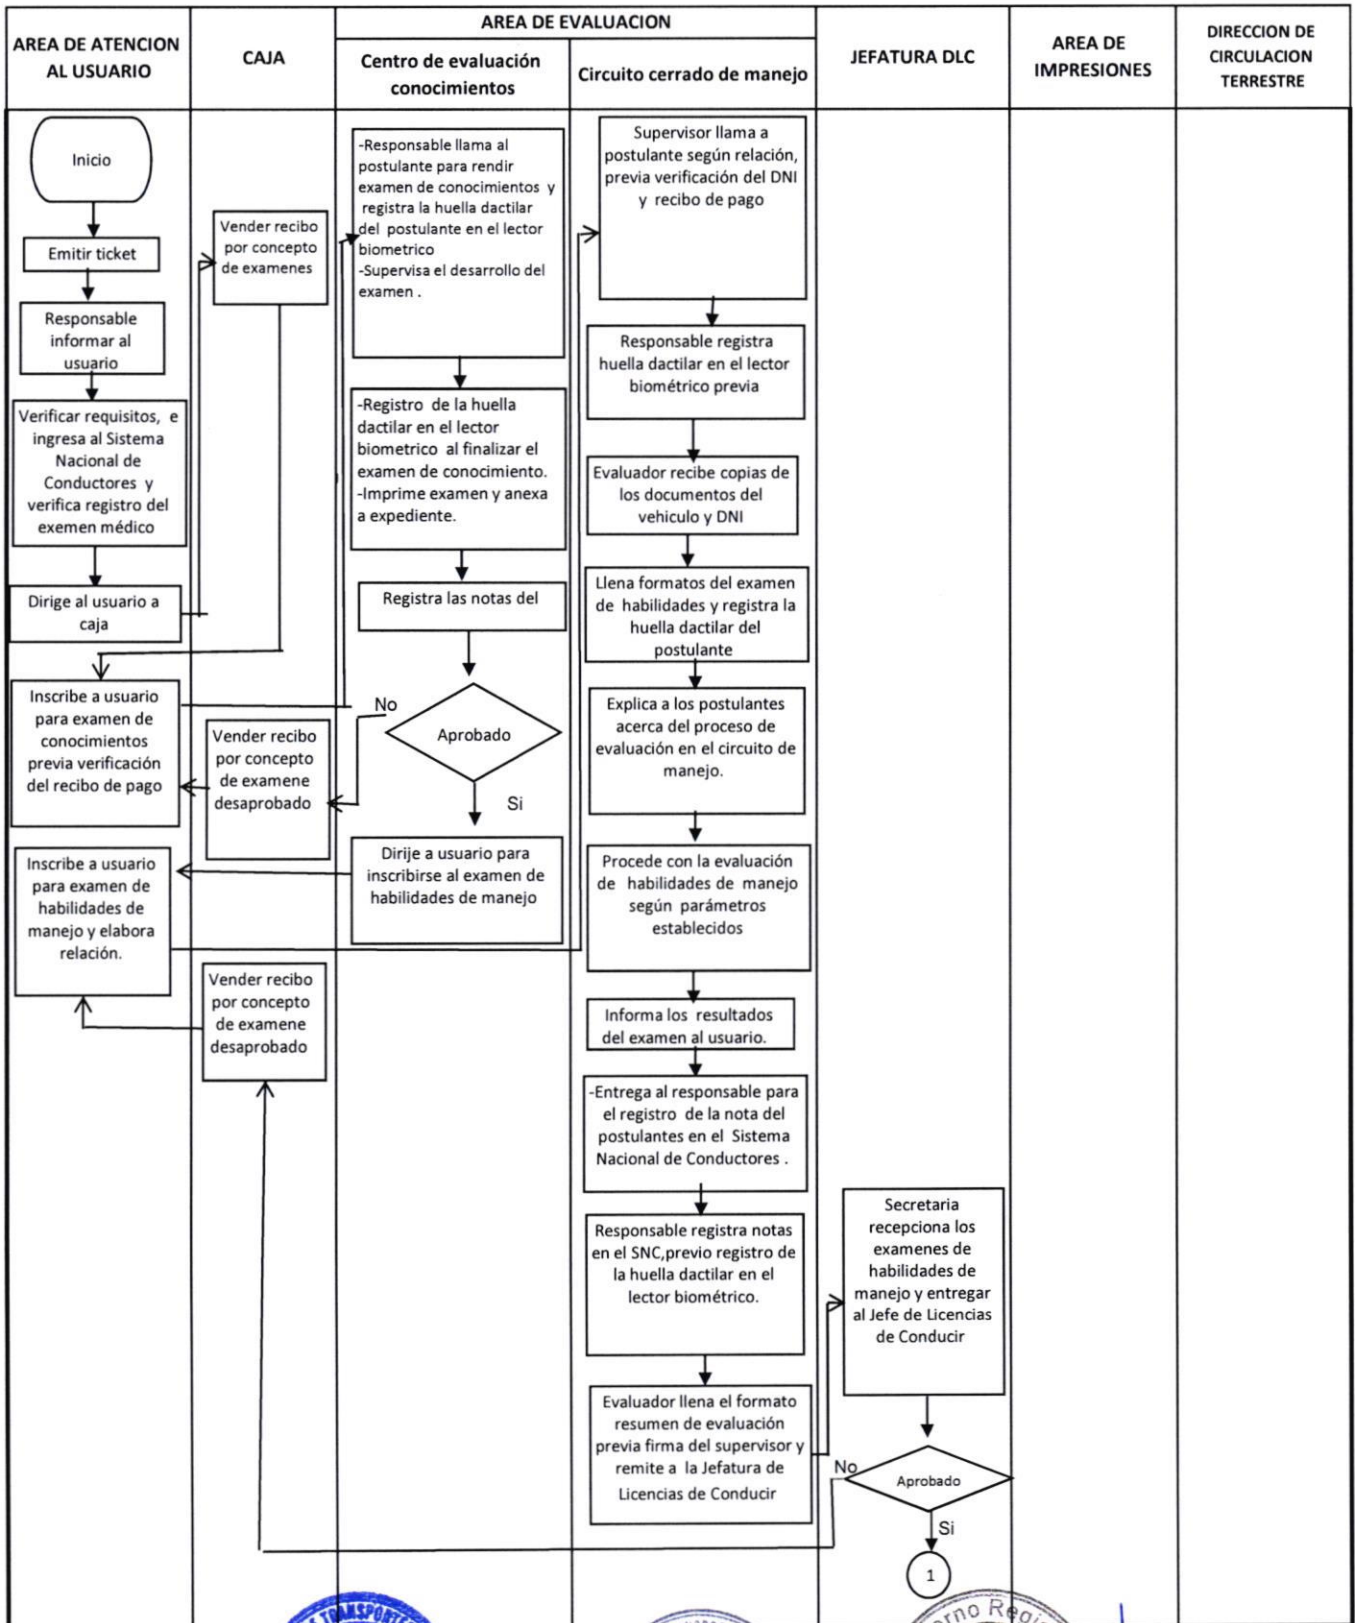 AREA DE ATENCION
AL USUARIO
CAJA
AREA DE EVALUACION
Centro de evaluación
conocimientos
Circuito cerrado de manejo
JEFATURA DLC
AREA DE
IMPRESIONES
DIRECCION DE
CIRCULACION
TERRESTRE
Inicio
Emitir ticket
Responsable
informar al
usuario
Verificar requisitos, e
ingresa al Sistema
Nacional de
Conductores y
verifica registro del
exemen médico
Dirige al usuario a
caja
Inscribe a usuario
para examen de
conocimientos
previa verificación
del recibo de pago
Inscribe a usuario
para examen de
habilidades de
manejo y elabora
relación.
Vender recibo
por concepto
de examenes
Vender recibo
por concepto
de examene
desaprobado
Vender recibo
por concepto
de examene
desaprobado
-Responsable llama al
postulante para rendir
examen de conocimientos y
registra la huella dactilar
del postulante en el lector
biometrico
-Supervisa el desarrollo del
examen .
-Registro de la huella
dactilar en el lector
biometrico al finalizar el
examen de conocimiento.
-Imprime examen y anexa
a expediente.
Registra las notas del
No
Aprobado
Si
Dirije a usuario para
inscribirse al examen de
habilidades de manejo
Supervisor llama a
postulante según relación,
previa verificación del DNI
y recibo de pago
Responsable registra
huella dactilar en el lector
biométrico previa
Evaluador recibe copias de
los documentos del
vehiculo y DNI
Llena formatos del examen
de habilidades y registra la
huella dactilar del
postulante
Explica a los postulantes
acerca del proceso de
evaluación en el circuito de
manejo.
Procede con la evaluación
de habilidades de manejo
según parámetros
establecidos
Informa los resultados
del examen al usuario.
-Entrega al responsable para
el registro de la nota del
postulantes en el Sistema
Nacional de Conductores .
Responsable registra notas
en el SNC,previo registro de
la huella dactilar en el
lector biométrico.
Evaluador llena el formato
resumen de evaluación
previa firma del supervisor y
remite a la Jefatura de
Licencias de Conducir
Secretaria
recepciona los
examenes de
habilidades de
manejo y entregar
al Jefe de Licencias
de Conducir
No
Aprobado
Si
1